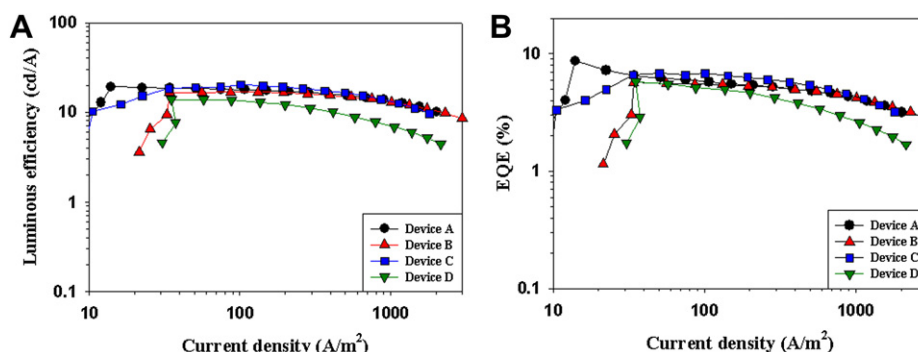 A
Luminous efficiency (cd/A)
100
10
1
0.1
10
100
1000
Current density (A/m²)
Device A
Device B
Device C
Device D
B
EQE (%)
10
1
0.1
10
100
1000
Current density (A/m²)
Device A
Device B
Device C
Device D